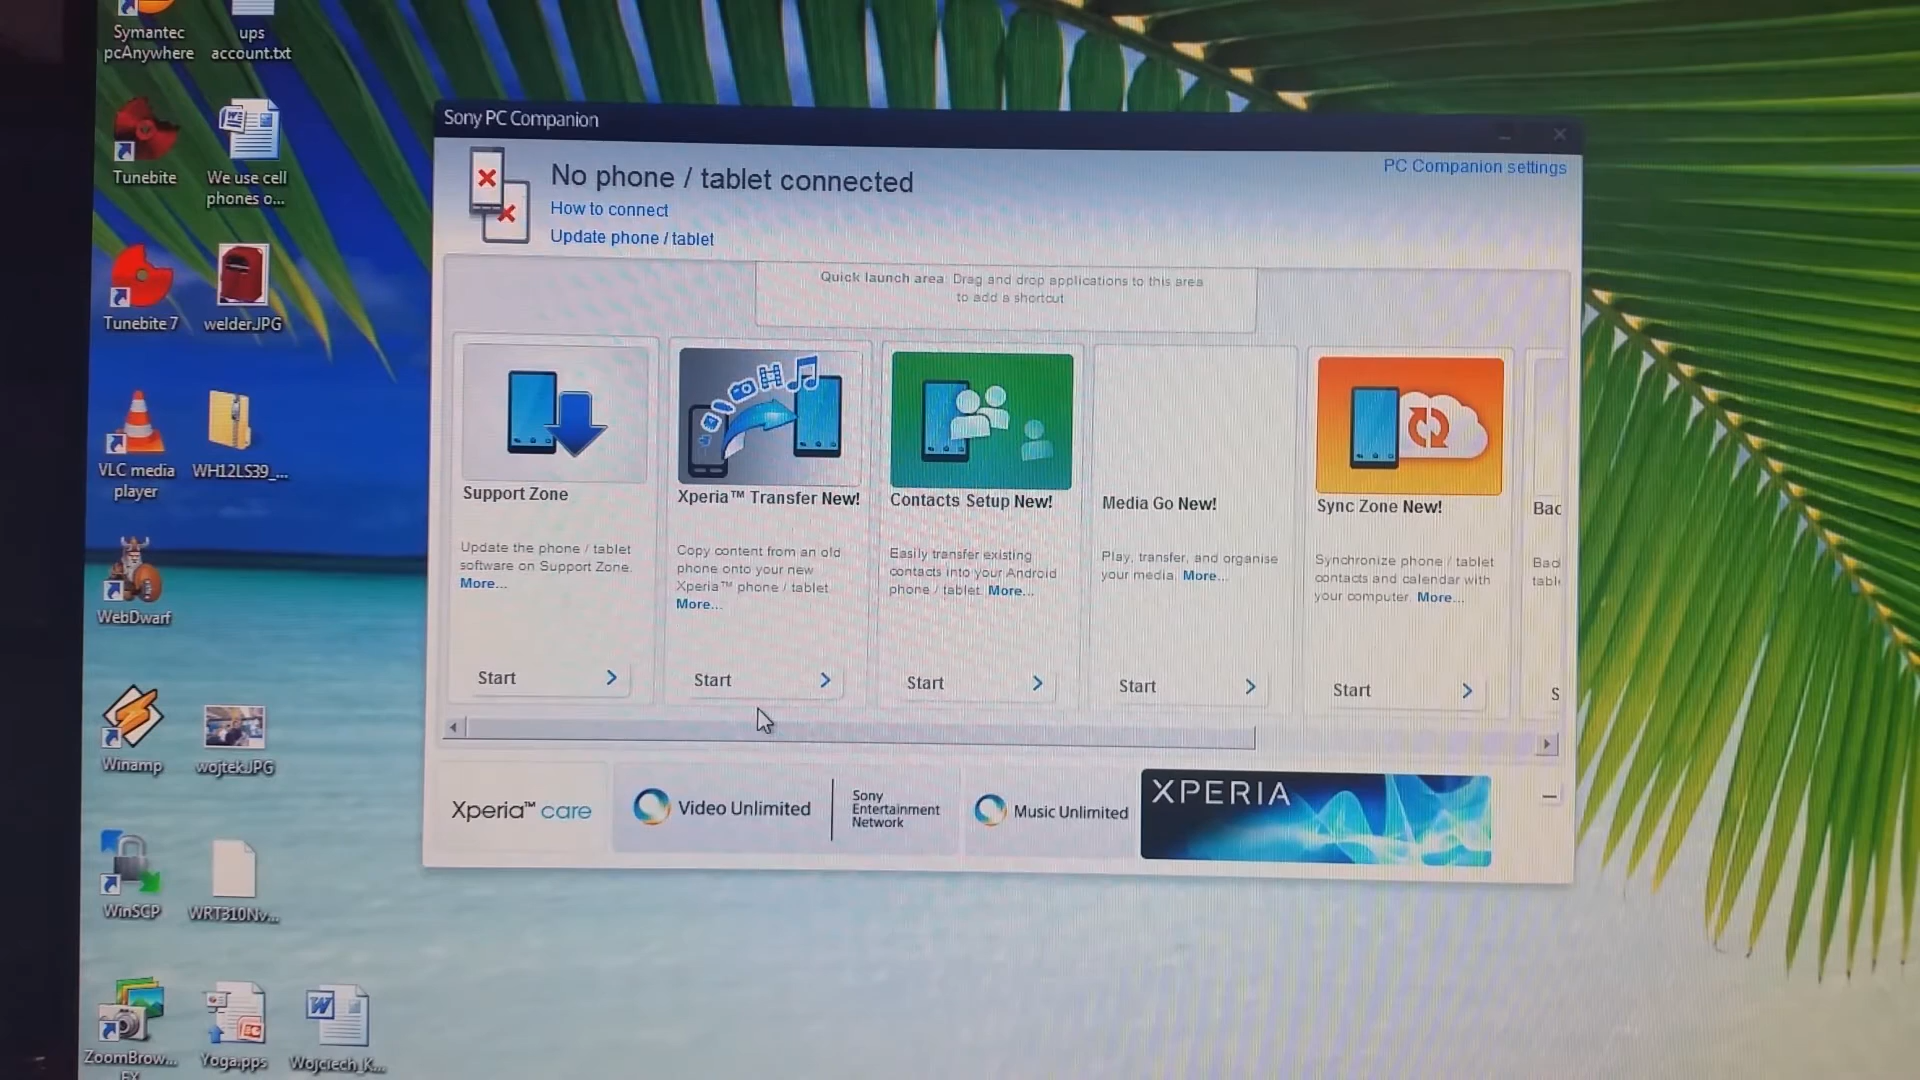 Symantec
pcAnywhere
ups
account.txt
Tunebite
We use cell
phones o...
Tunebite 7
welder.JPG
VLC media
player
WH12LS39_...
WebDwarf
Winamp
wojtek.JPG
WinSCP
WRT310Nv...
ZoomBrow...
EX
Yoga.pps
Wojciech_K...
Sony PC Companion
No phone / tablet connected
How to connect
Update phone / tablet
PC Companion settings
Quick launch area: Drag and drop applications to this area
to add a shortcut
Support Zone
Update the phone / tablet
software on Support Zone.
More...
Start
Xperia™ Transfer New!
Copy content from an old
phone onto your new
Xperia™ phone / tablet
More...
Start
Contacts Setup New!
Easily transfer existing
contacts into your Android
phone / tablet. More...
Start
Media Go New!
Play, transfer, and organise
your media. More...
Start
Sync Zone New!
Synchronize phone / tablet
contacts and calendar with
your computer. More...
Start
Bac
Bac
table
S
Xperia™ care
Video Unlimited
Sony
Entertainment
Network
Music Unlimited
XPERIA